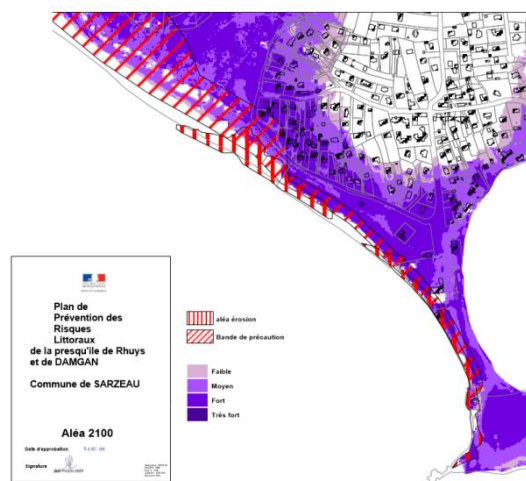 Plan de
Prévention des
Risques
Littoraux
de la presqu'ile de Rhuys
et de DAMGAN
Commune de SARZEAU
Aléa 2100
Date d'approbation
Signature
aléa érosion
Bande de précaution
Faible
Moyen
Fort
Très fort